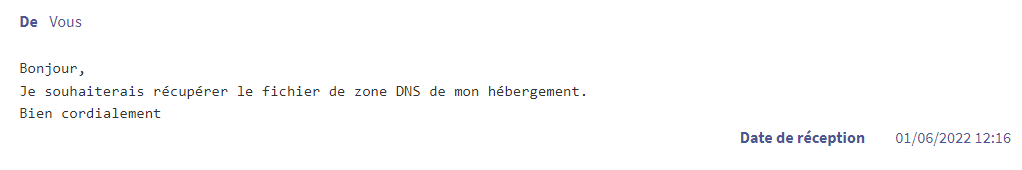 De Vous
Bonjour,
Je souhaiterais récupérer le fichier de zone DNS de mon hébergement.
Bien cordialement
Date de réception 01/06/2022 12:16